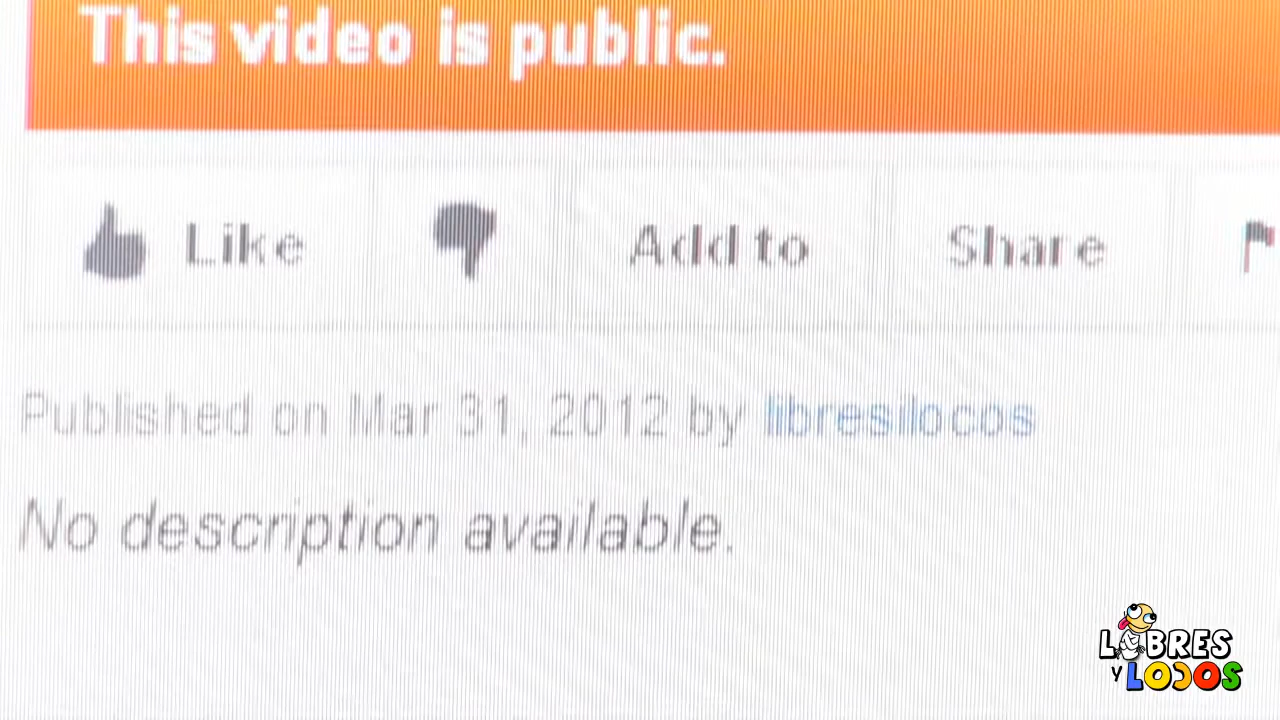 This video is public.
Like
Add to
Share
Published on Mar 31, 2012 by libresilocos
No description available.
L BRES
Y LOCOS